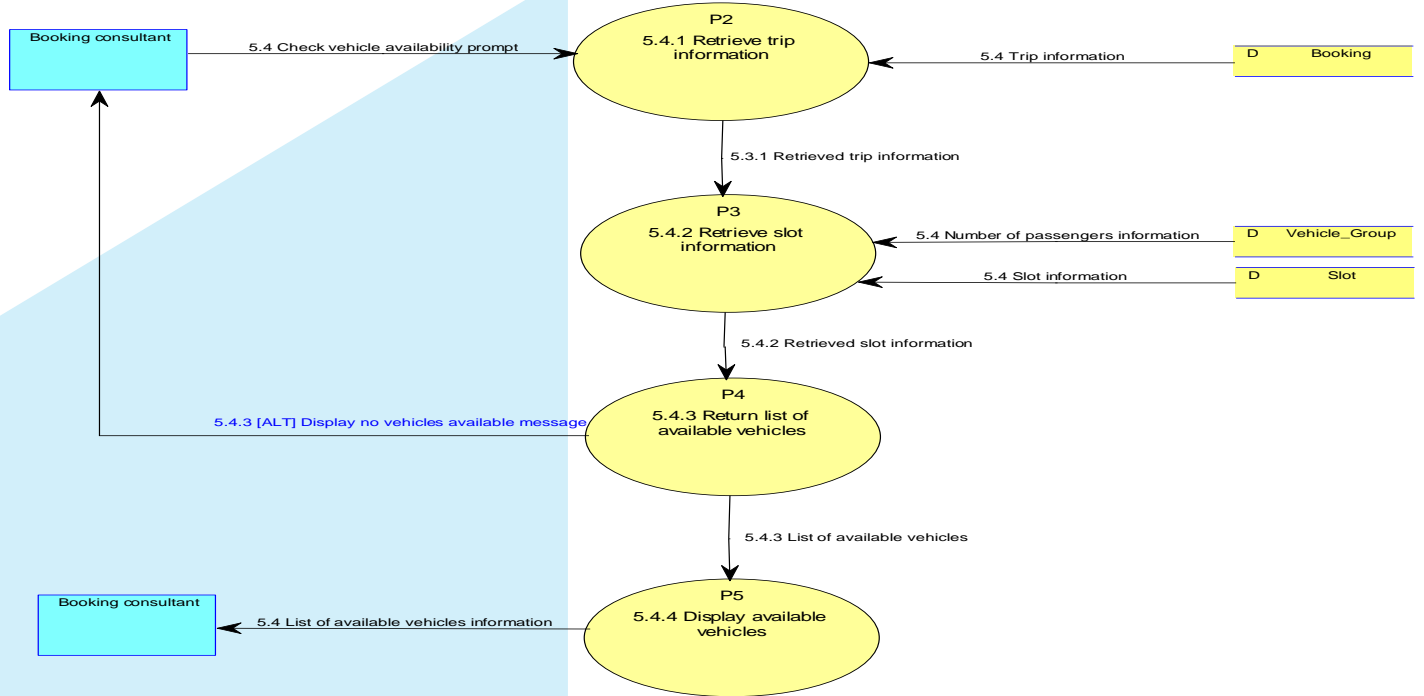 P2
5.4.1 Retrieve trip
information
Booking consultant
5.4 Check vehicle availability prompt
5.4 Trip information
D Booking
5.3.1 Retrieved trip information
P3
5.4.2 Retrieve slot
information
5.4 Number of passengers information
D Vehicle_Group
5.4 Slot information
D Slot
5.4.2 Retrieved slot information
P4
5.4.3 Return list of
available vehicles
5.4.3 [ALT] Display no vehicles available message
5.4.3 List of available vehicles
P5
5.4.4 Display available
vehicles
Booking consultant
5.4 List of available vehicles information